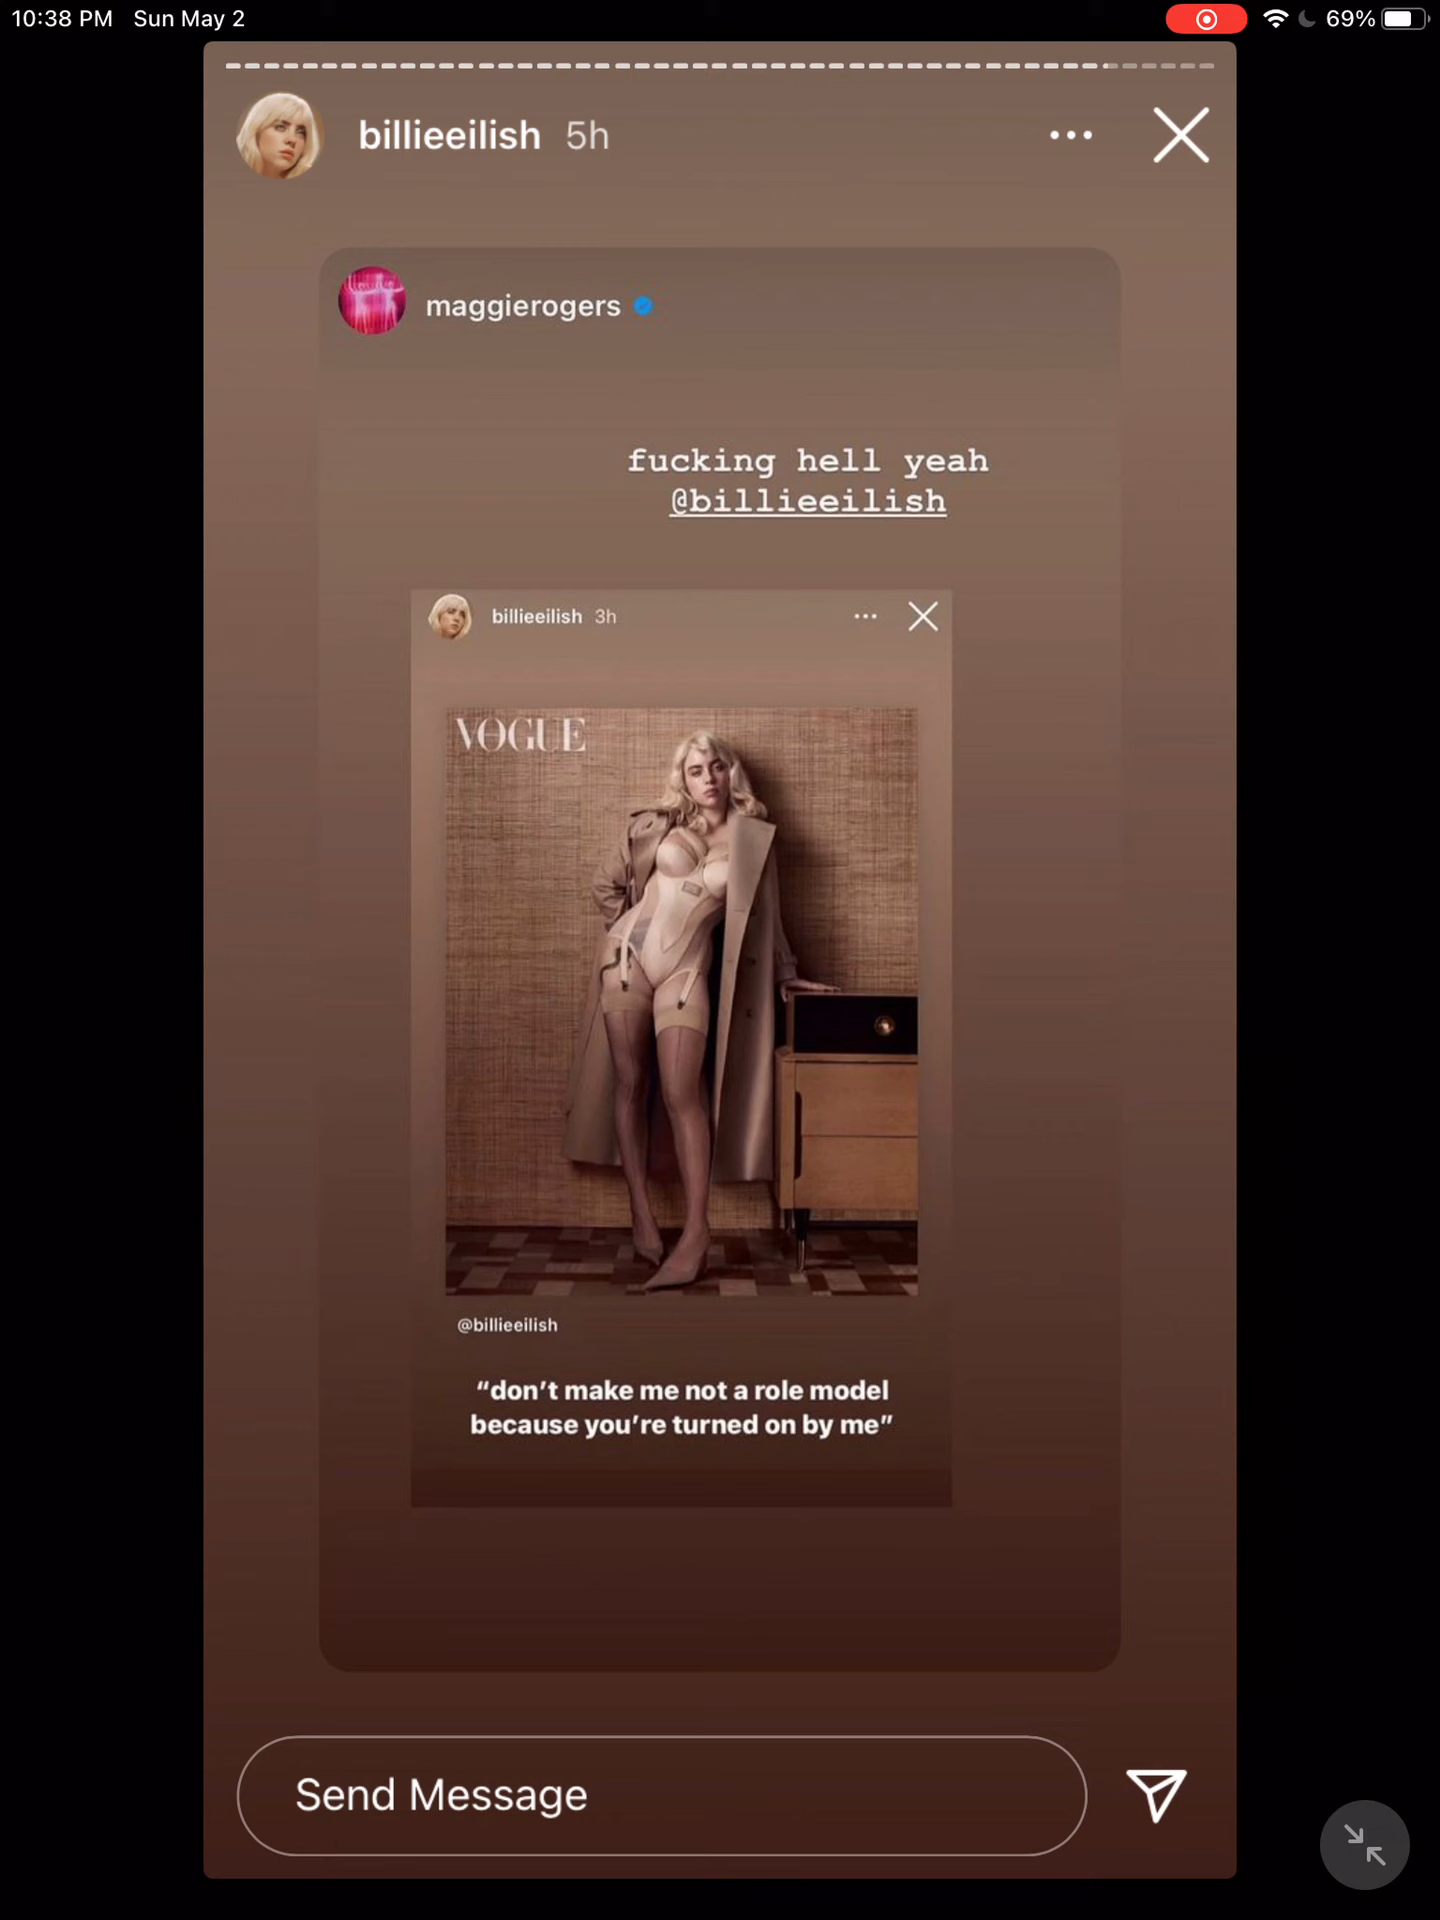 10:38 PM Sun May 2 69%
billieeilish 5h
maggierogers
fucking hell yeah
@billieeilish
billieeilish 3h
VOGUE
@billieeilish
“don’t make me not a role model
because you’re turned on by me”
Send Message